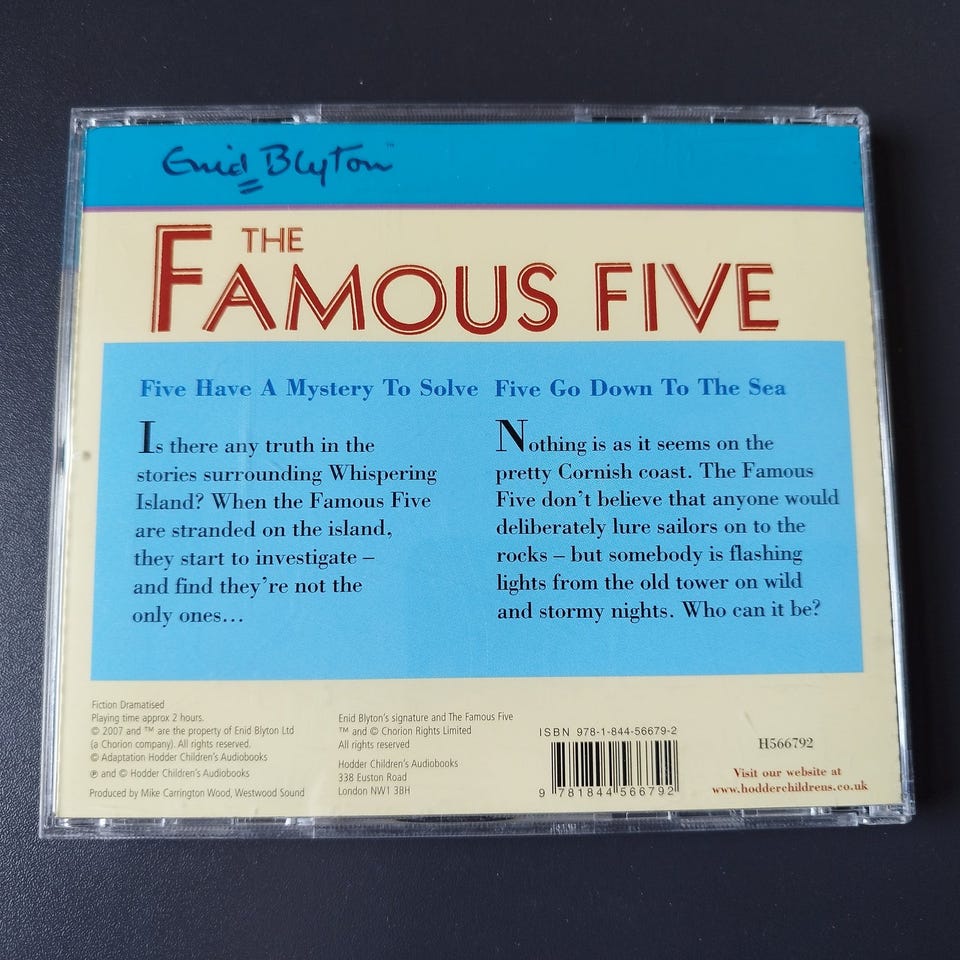 Enid Blyton™
THE
FAMOUS FIVE
Five Have A Mystery To Solve
Is there any truth in the
stories surrounding Whispering
Island? When the Famous Five
are stranded on the island,
they start to investigate –
and find they're not the
only ones...
Five Go Down To The Sea
Nothing is as it seems on the
pretty Cornish coast. The Famous
Five don't believe that anyone would
deliberately lure sailors on to the
rocks – but somebody is flashing
lights from the old tower on wild
and stormy nights. Who can it be?
Fiction Dramatised
Playing time approx 2 hours.
© 2007 and ™ are the property of Enid Blyton Ltd
(a Chorion company). All rights reserved.
© Adaptation Hodder Children's Audiobooks
℗ and © Hodder Children's Audiobooks
Produced by Mike Carrington Wood, Westwood Sound
Enid Blyton's signature and The Famous Five
™ and © Chorion Rights Limited
All rights reserved
Hodder Children's Audiobooks
338 Euston Road
London NW1 3BH
ISBN 978-1-844-56679-2
9 781844 566792
H566792
Visit our website at
www.hodderchildrens.co.uk